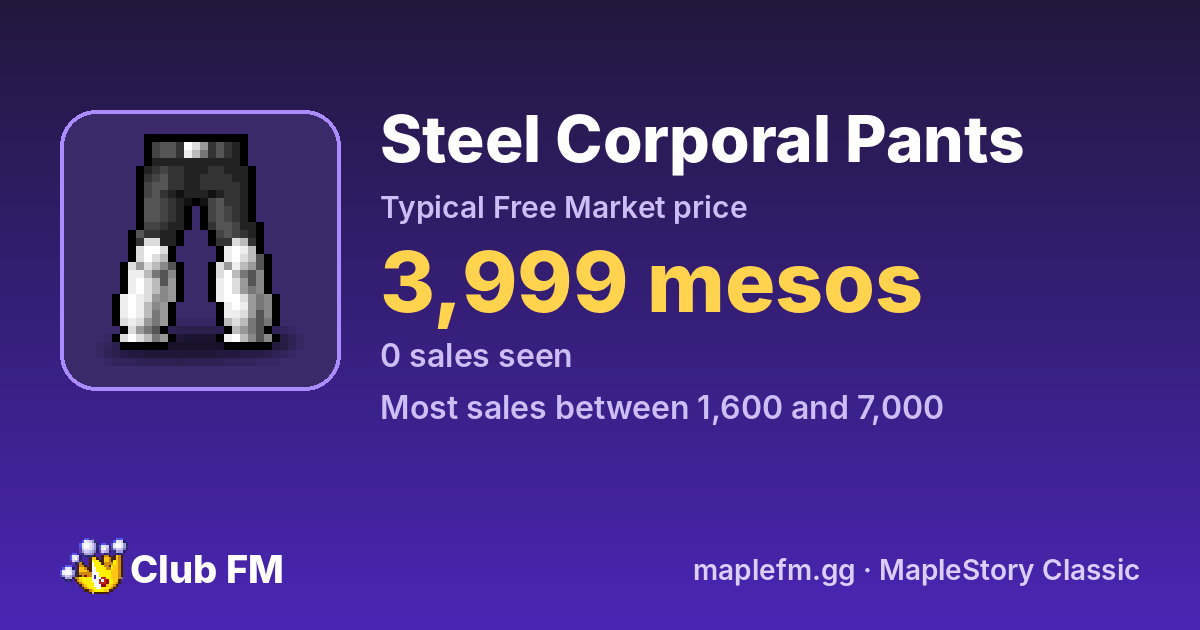 Steel Corporal Pants
Typical Free Market price
3,999 mesos
0 sales seen
Most sales between 1,600 and 7,000
Club FM
maplefm.gg · MapleStory Classic